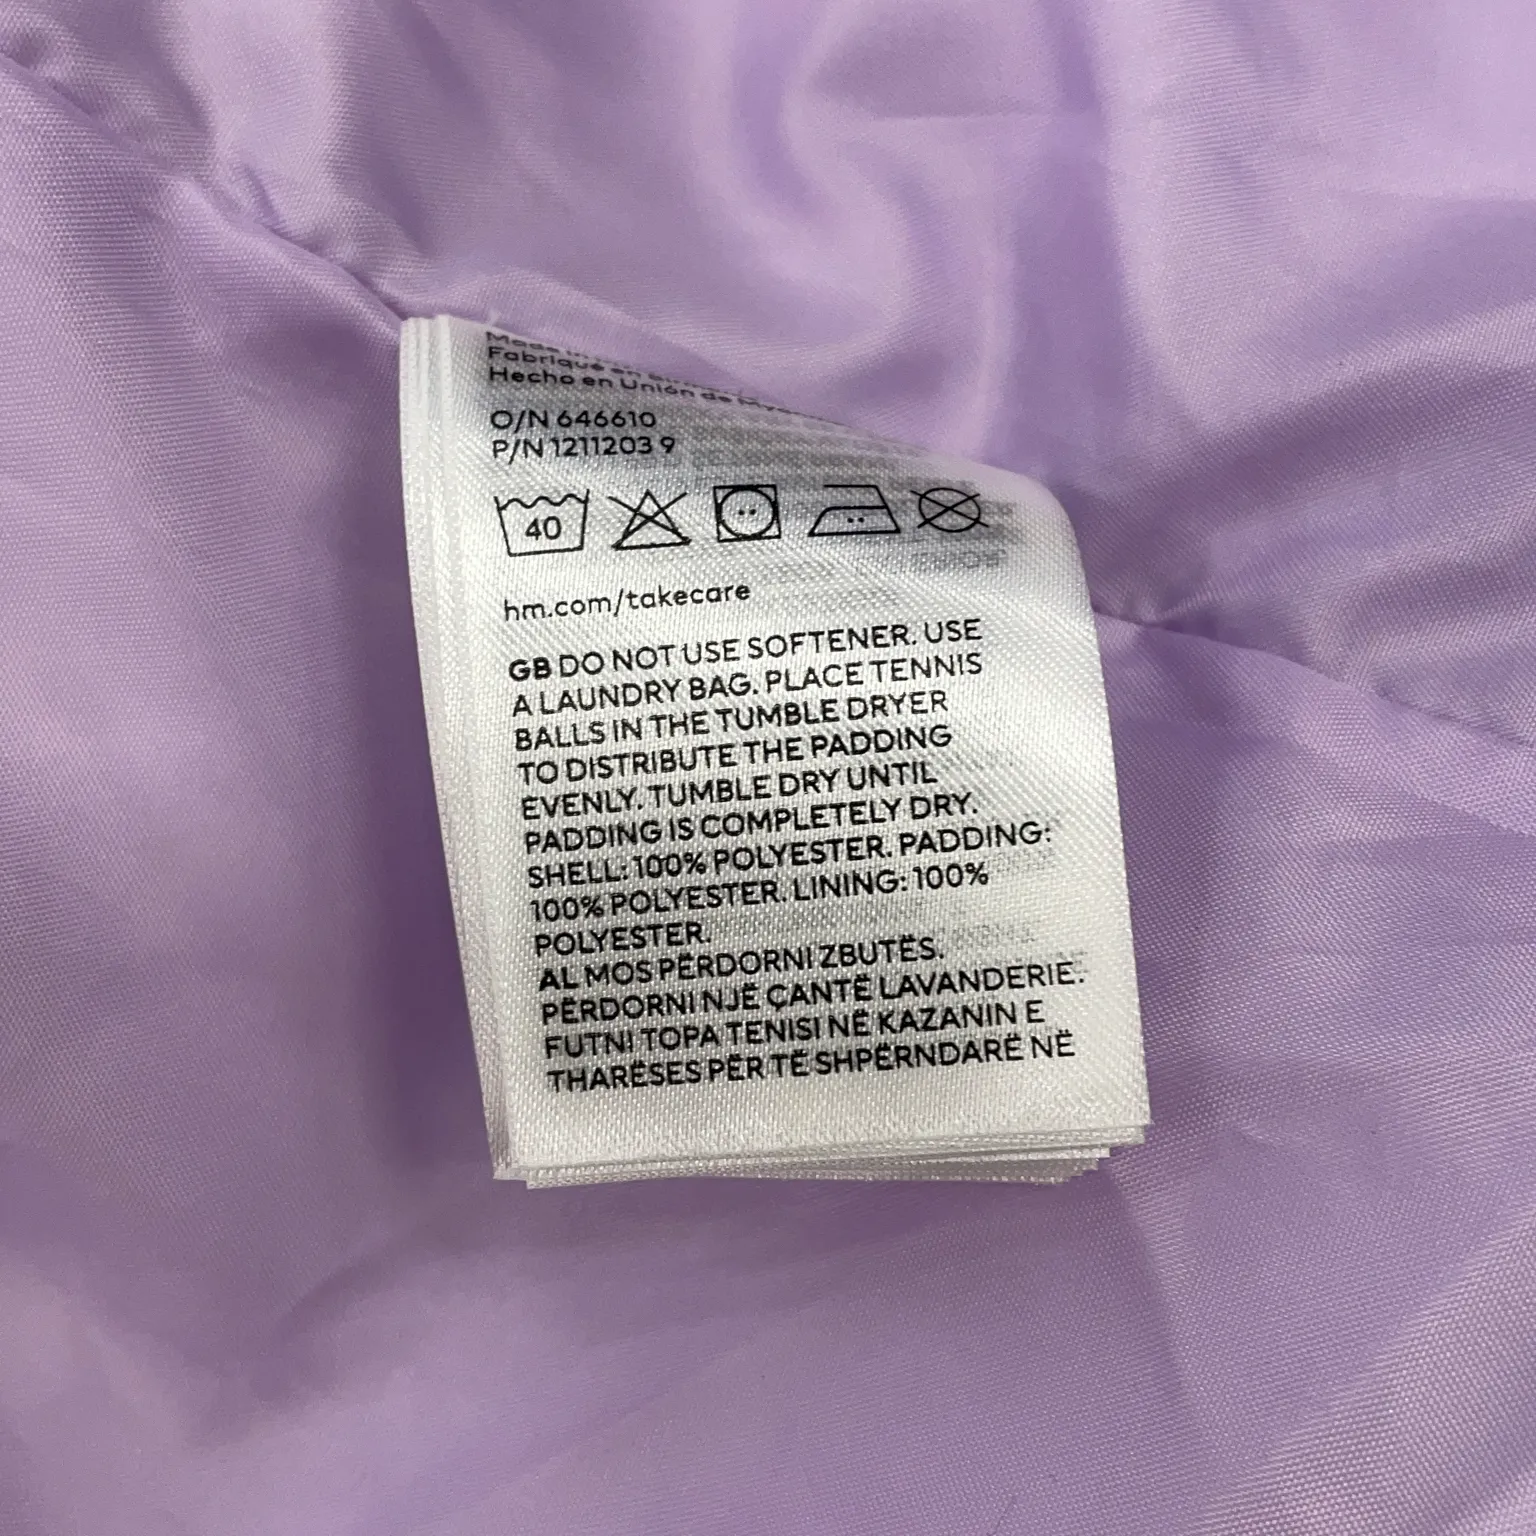 Made in
Fabriqué en
Hecho en Unión de
O/N 646610
P/N 1211203 9
40
hm.com/takecare
GB DO NOT USE SOFTENER. USE
A LAUNDRY BAG. PLACE TENNIS
BALLS IN THE TUMBLE DRYER
TO DISTRIBUTE THE PADDING
EVENLY. TUMBLE DRY UNTIL
PADDING IS COMPLETELY DRY.
SHELL: 100% POLYESTER. PADDING:
100% POLYESTER. LINING: 100%
POLYESTER.
AL MOS PËRDORNI ZBUTËS.
PËRDORNI NJË ÇANTË LAVANDERIE.
FUTNI TOPA TENISI NË KAZANIN E
THARËSES PËR TË SHPËRNDARË NË